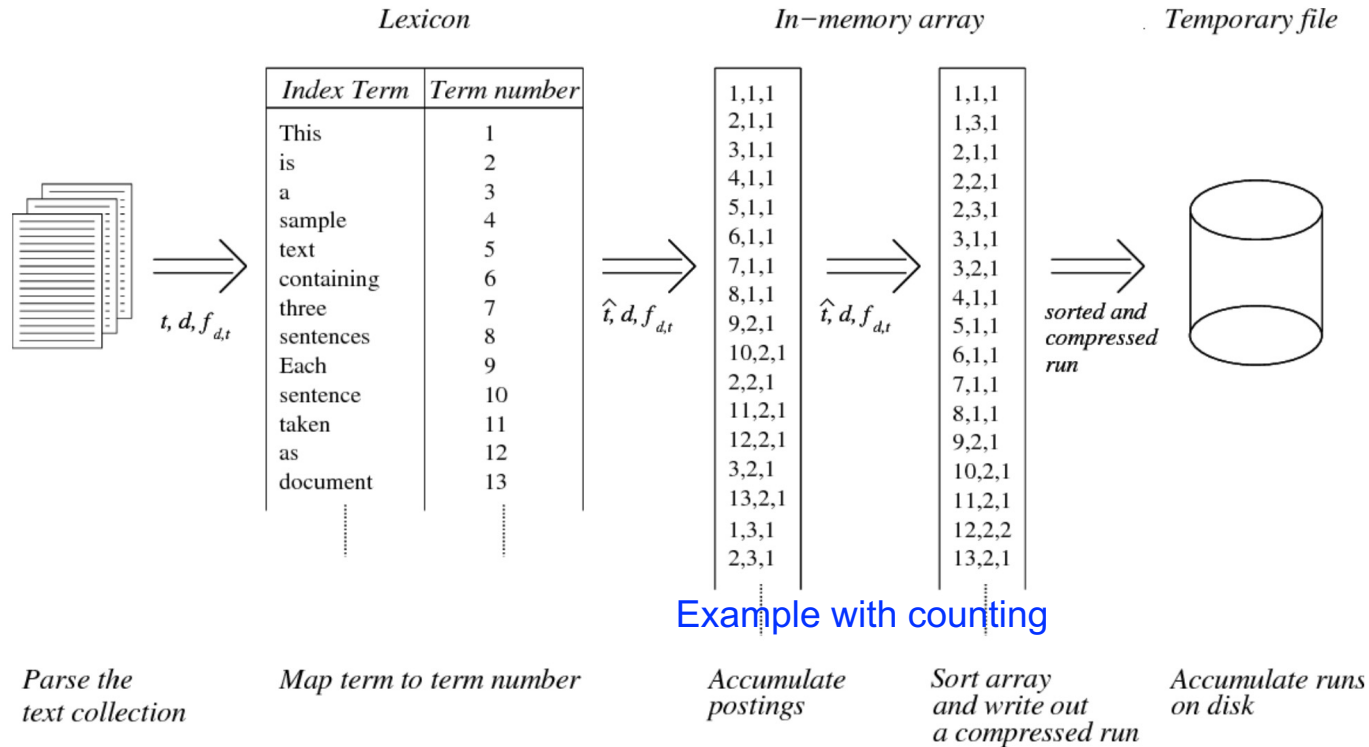 Lexicon
In−memory array
Temporary file
Index Term Term number
This 1
is 2
a 3
sample 4
text 5
containing 6
three 7
sentences 8
Each 9
sentence 10
taken 11
as 12
document 13
t, d, f_{d,t}
t̂, d, f_{d,t}
1,1,1
2,1,1
3,1,1
4,1,1
5,1,1
6,1,1
7,1,1
8,1,1
9,2,1
10,2,1
2,2,1
11,2,1
12,2,1
3,2,1
13,2,1
1,3,1
2,3,1
t̂, d, f_{d,t}
1,1,1
1,3,1
2,1,1
2,2,1
2,3,1
3,1,1
3,2,1
4,1,1
5,1,1
6,1,1
7,1,1
8,1,1
9,2,1
10,2,1
11,2,1
12,2,2
13,2,1
sorted and
compressed
run
Example with counting
Parse the
text collection
Map term to term number
Accumulate
postings
Sort array
and write out
a compressed run
Accumulate runs
on disk